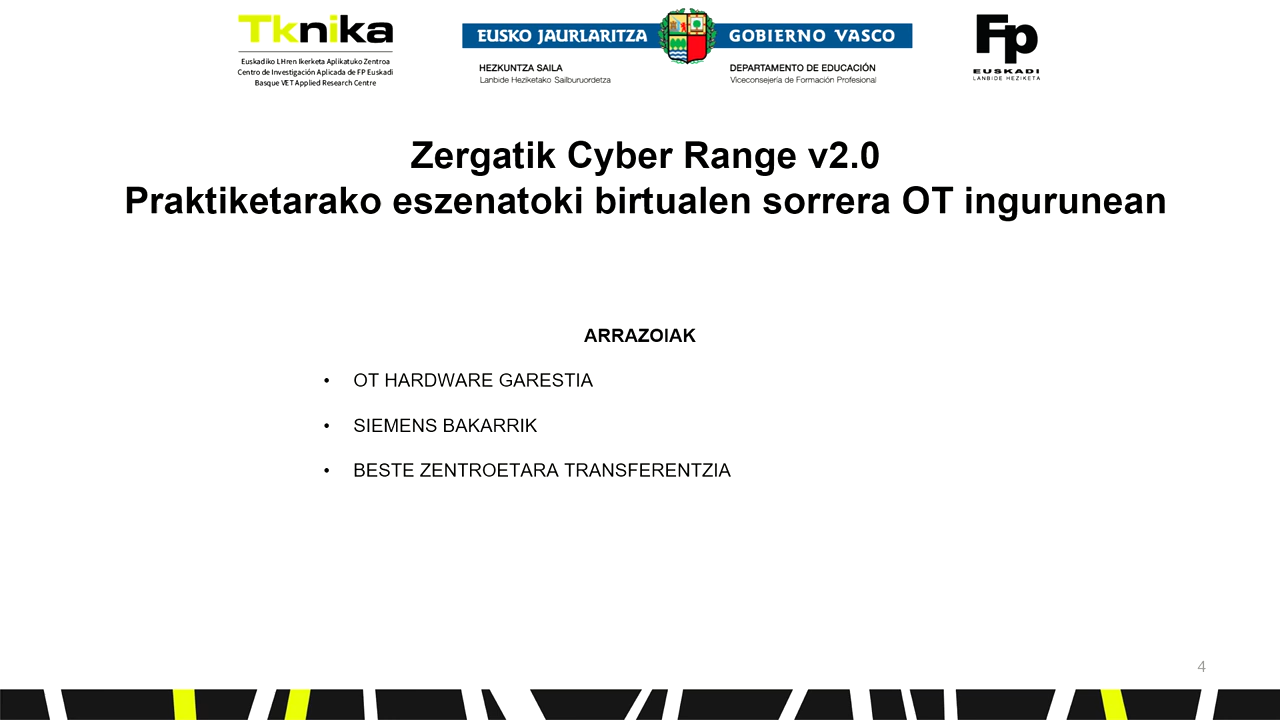 Tknika
Euskadiko LHren Ikerketa Aplikatuko Zentroa
Centro de Investigación Aplicada de FP Euskadi
Basque VET Applied Research Centre
EUSKO JAURLARITZA
GOBIERNO VASCO
HEZKUNTZA SAILA
Lanbide Heziketako Sailburuordetza
DEPARTAMENTO DE EDUCACIÓN
Viceconsejería de Formación Profesional
Fp
EUSKADI
LANBIDE HEZIKETA
Zergatik Cyber Range v2.0
Praktiketarako eszenatoki birtualen sorrera OT ingurunean
ARRAZOIAK
• OT HARDWARE GARESTIA
• SIEMENS BAKARRIK
• BESTE ZENTROETARA TRANSFERENTZIA
4